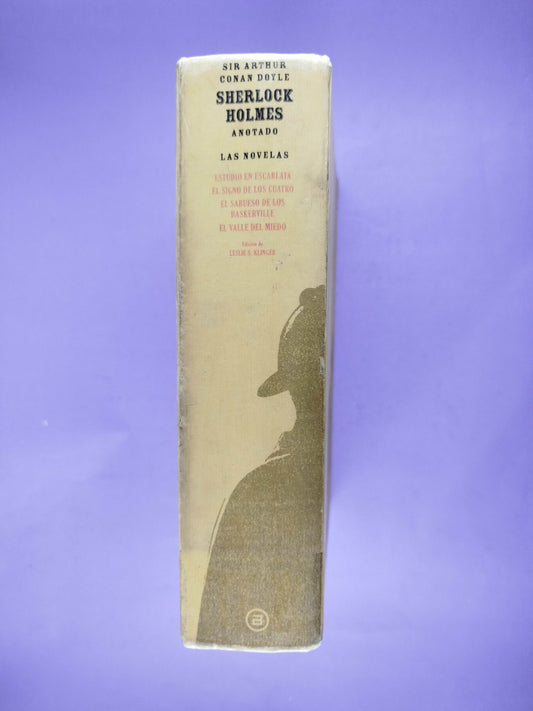 SIR ARTHUR
CONAN DOYLE
SHERLOCK
HOLMES
ANOTADO
LAS NOVELAS
ESTUDIO EN ESCARLATA
EL SIGNO DE LOS CUATRO
EL SABUESO DE LOS
BASKERVILLE
EL VALLE DEL MIEDO
Edición de
LESLIE S. KLINGER